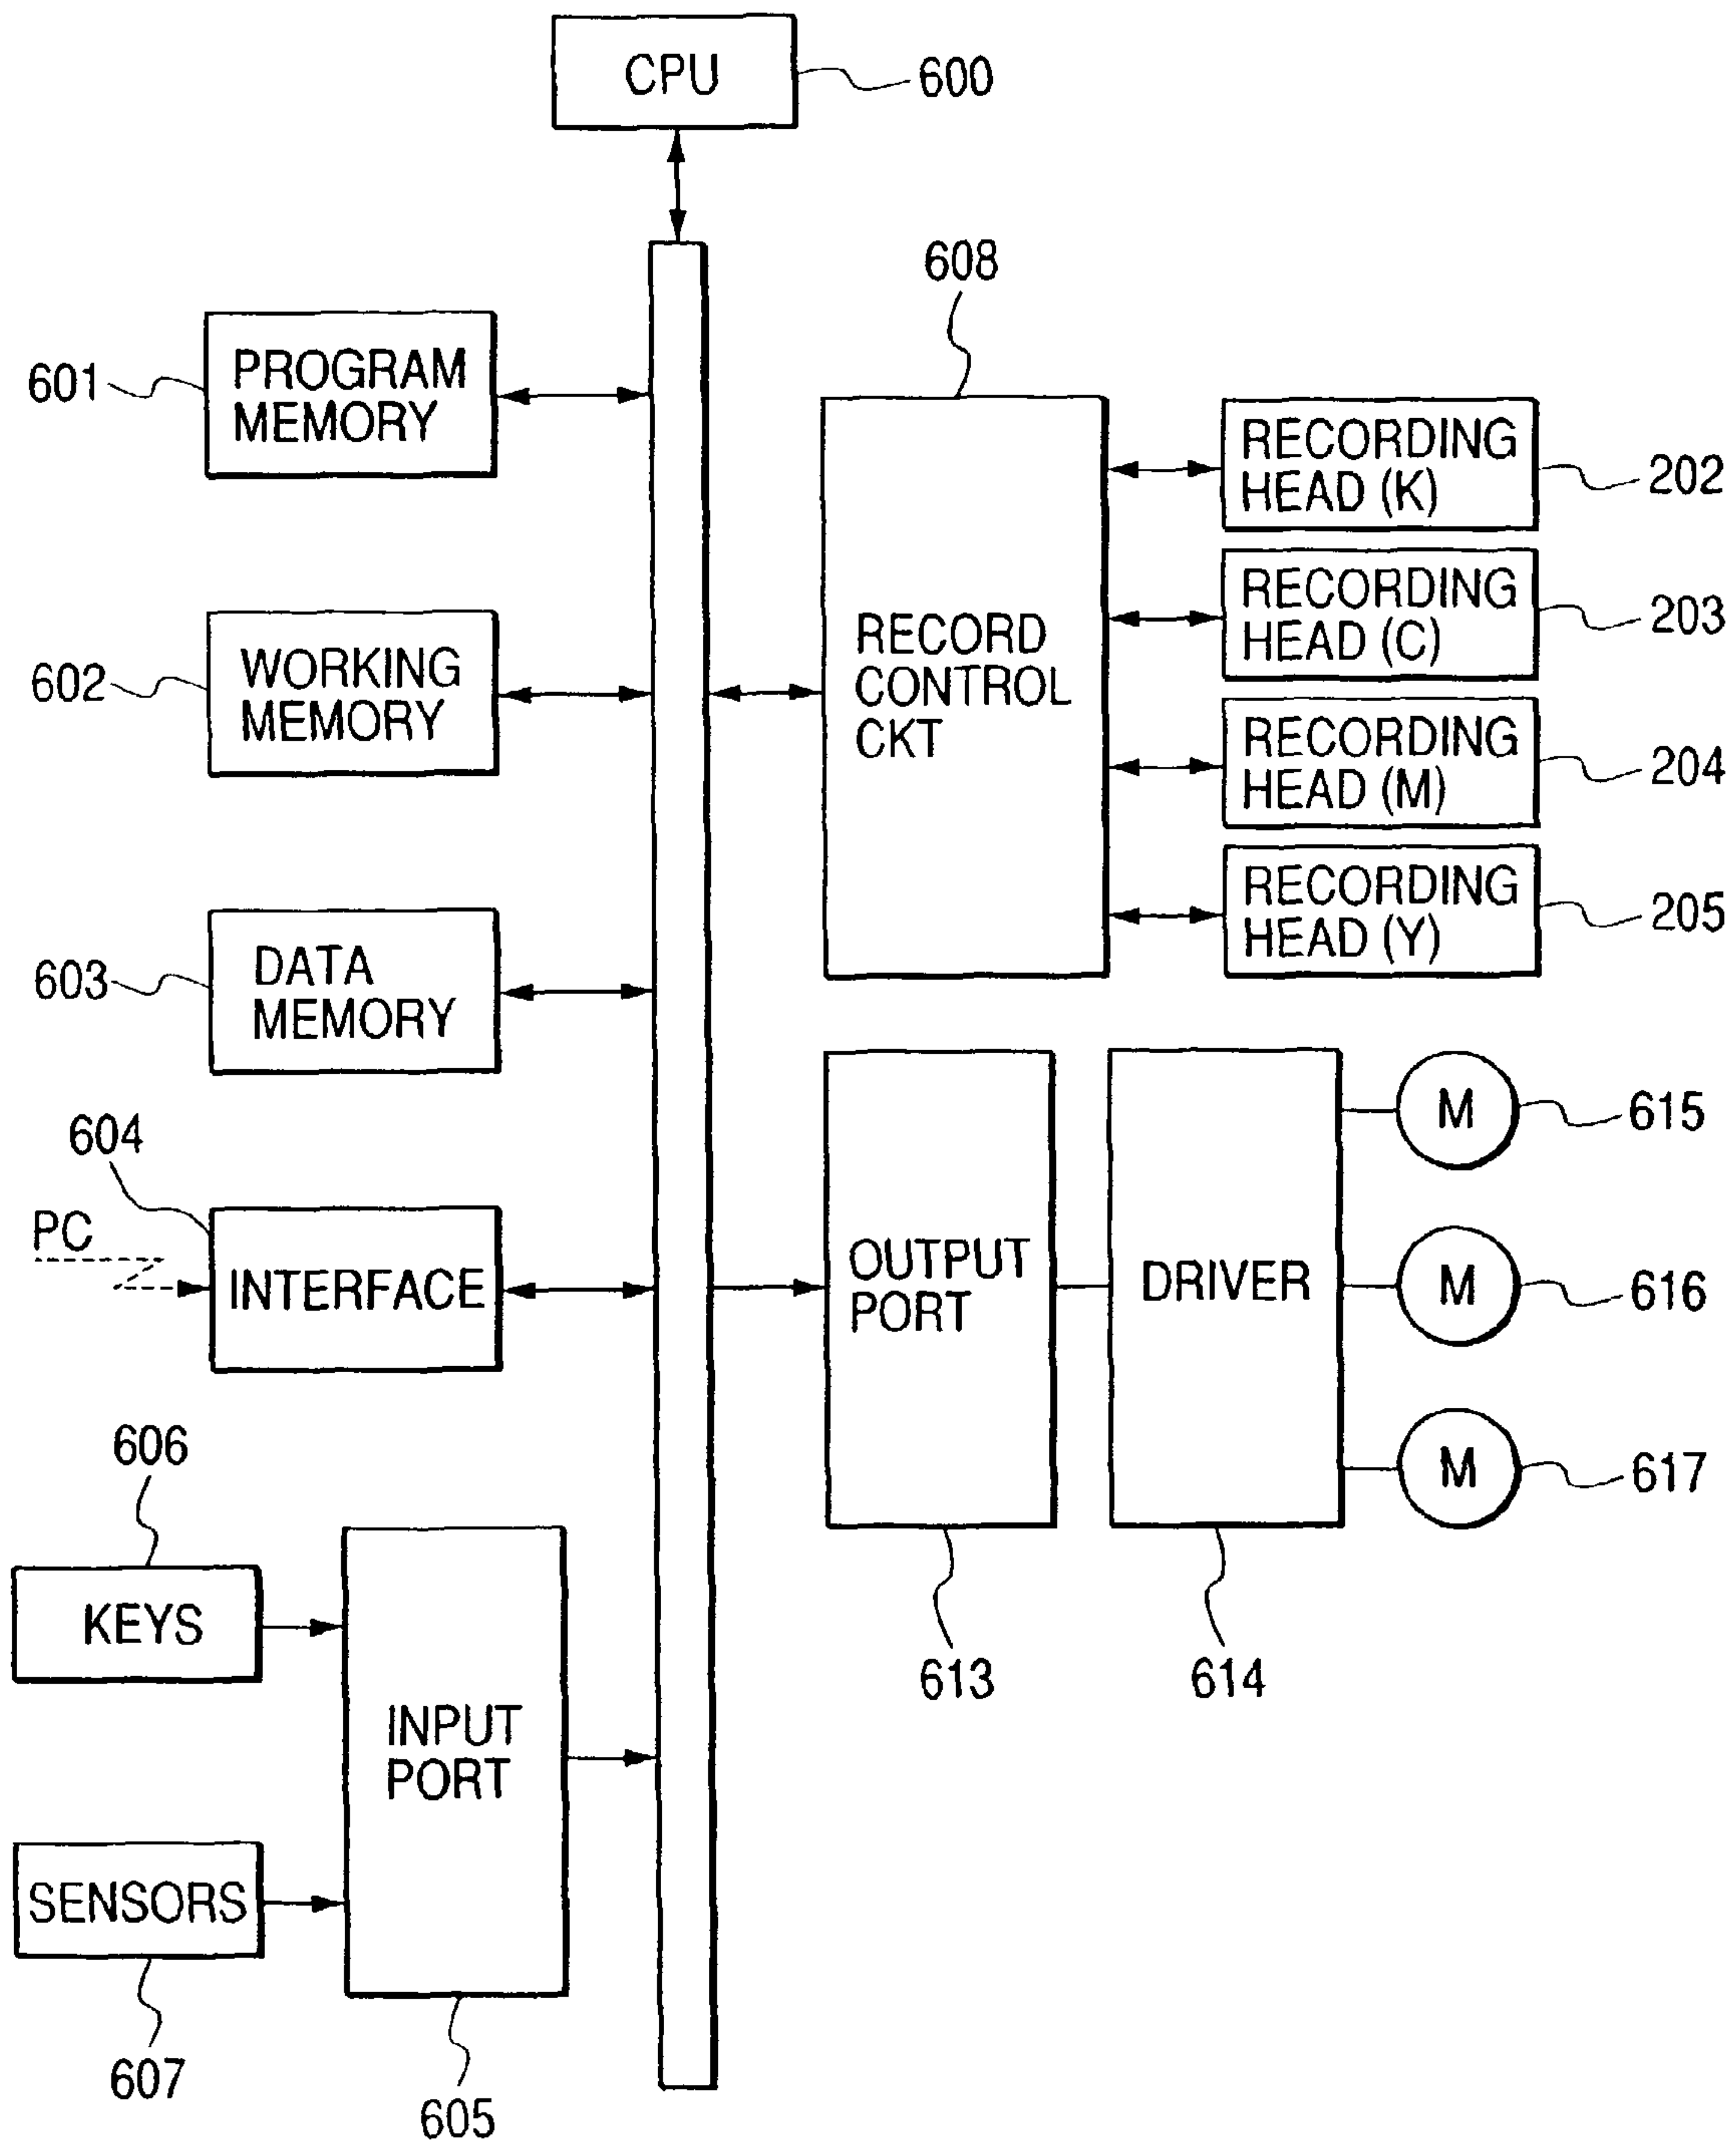 CPU
600
608
601
PROGRAM
MEMORY
RECORDING
HEAD (K)
202
RECORDING
HEAD (C)
203
602
WORKING
MEMORY
RECORD
CONTROL
CKT
RECORDING
HEAD (M)
204
RECORDING
HEAD (Y)
205
603
DATA
MEMORY
604
PC
INTERFACE
OUTPUT
PORT
DRIVER
M
615
M
616
M
617
606
KEYS
613
614
INPUT
PORT
SENSORS
607
605